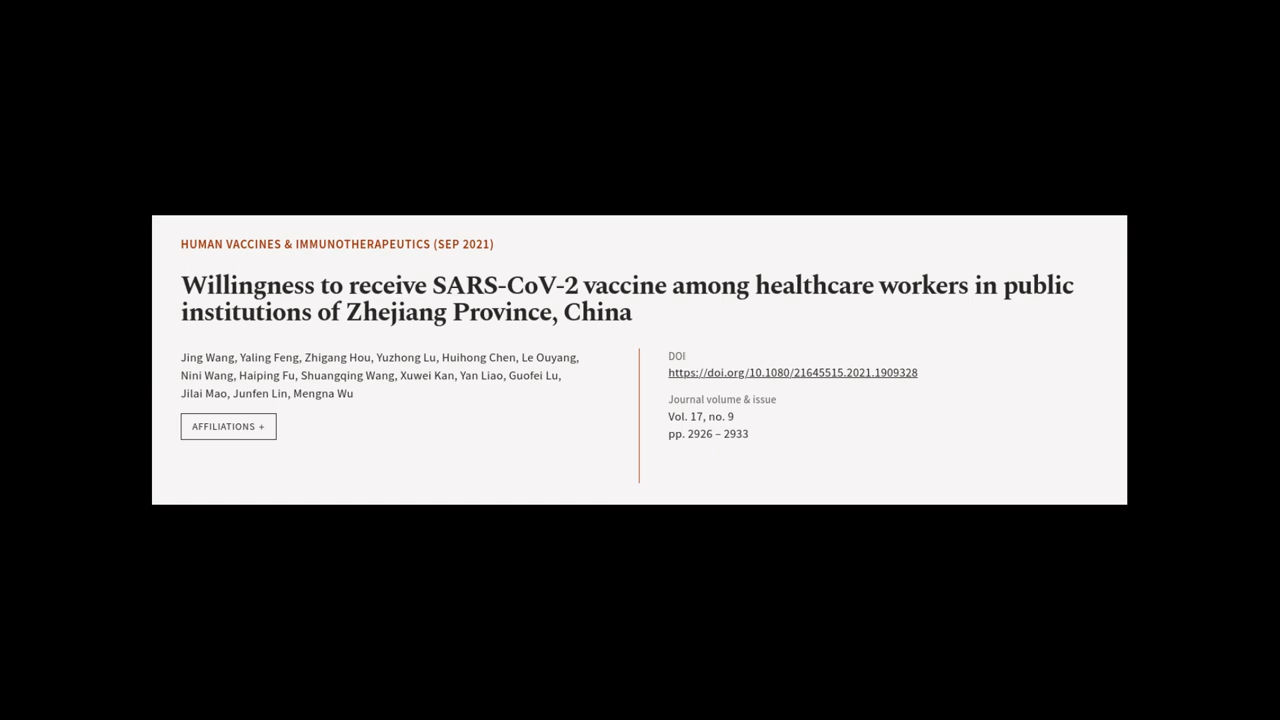 HUMAN VACCINES & IMMUNOTHERAPEUTICS (SEP 2021)
Willingness to receive SARS-CoV-2 vaccine among healthcare workers in public
institutions of Zhejiang Province, China
Jing Wang, Yaling Feng, Zhigang Hou, Yuzhong Lu, Huihong Chen, Le Ouyang,
Nini Wang, Haiping Fu, Shuangqing Wang, Xuwei Kan, Yan Liao, Guofei Lu,
Jilai Mao, Junfen Lin, Mengna Wu
AFFILIATIONS +
DOI
https://doi.org/10.1080/21645515.2021.1909328
Journal volume & issue
Vol. 17, no. 9
pp. 2926 – 2933